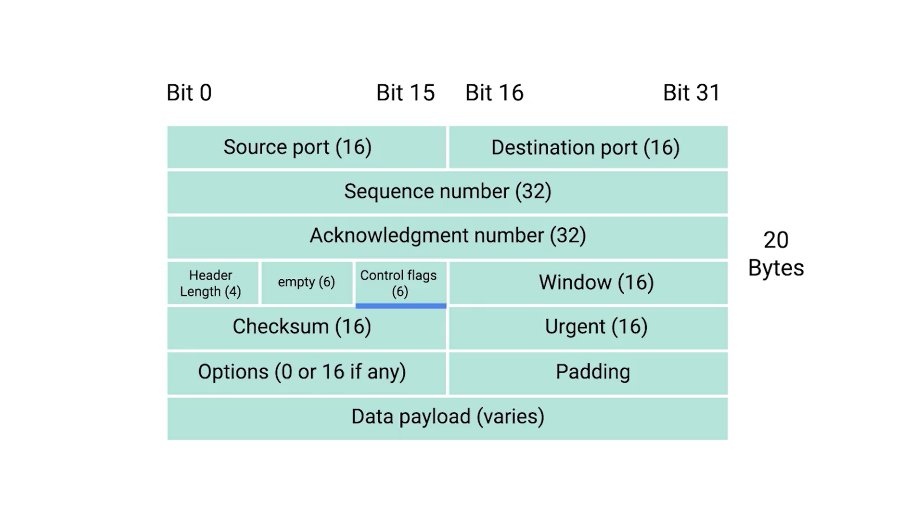 Bit 0
Bit 15
Bit 16
Bit 31
Source port (16)
Destination port (16)
Sequence number (32)
Acknowledgment number (32)
20
Bytes
Header
Length (4)
empty (6)
Control flags
(6)
Window (16)
Checksum (16)
Urgent (16)
Options (0 or 16 if any)
Padding
Data payload (varies)